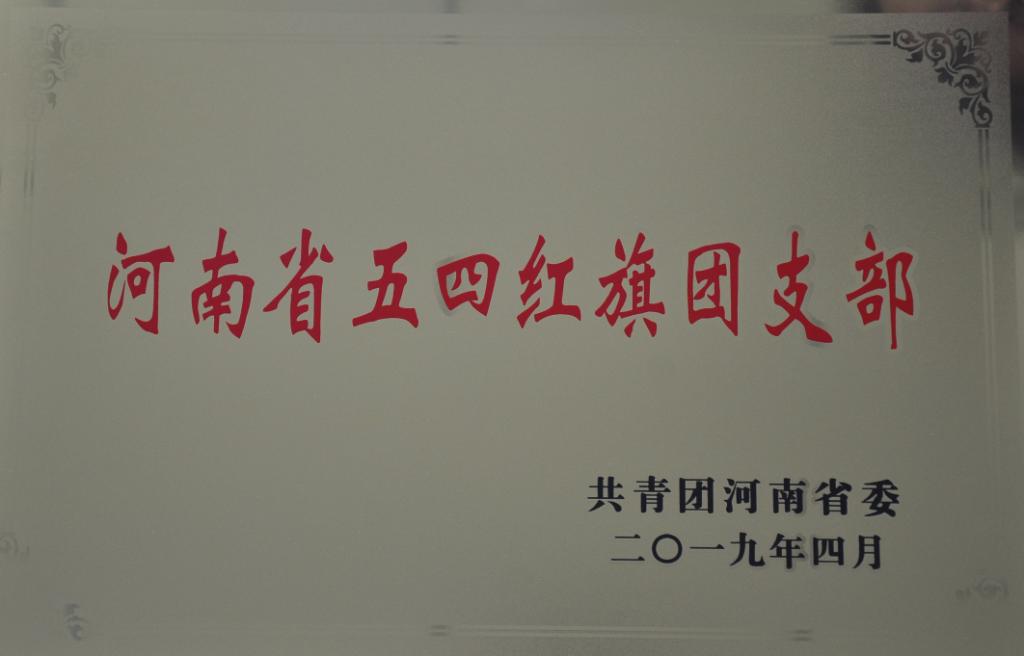 河南省五四红旗团支部
共青团河南省委
二〇一九年四月